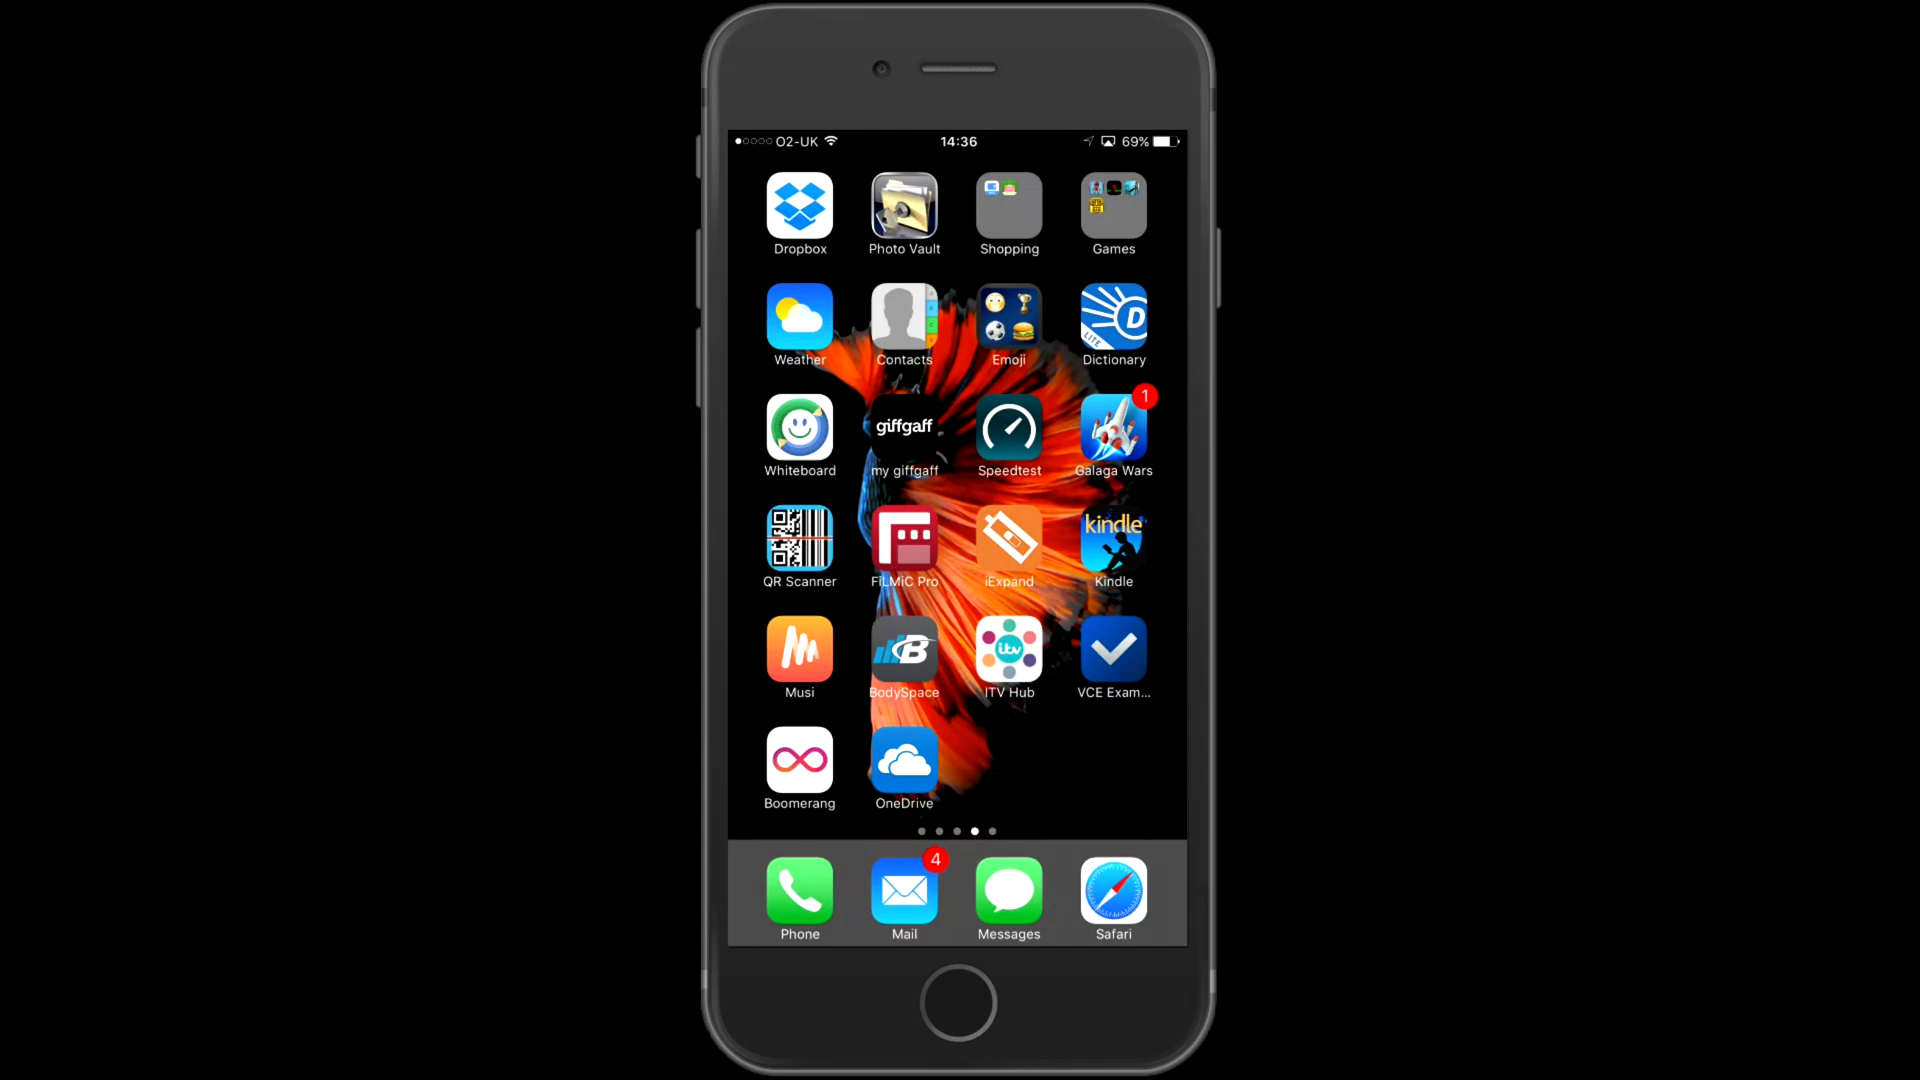 O2-UK 14:36 69%
Dropbox Photo Vault Shopping Games
Weather Contacts Emoji Dictionary
D
LITE
1
giffgaff
Whiteboard my giffgaff Speedtest Galaga Wars
kindle
QR Scanner FiLMiC Pro iExpand Kindle
B itv
Musi BodySpace ITV Hub VCE Exam...
Boomerang OneDrive
4
Phone Mail Messages Safari